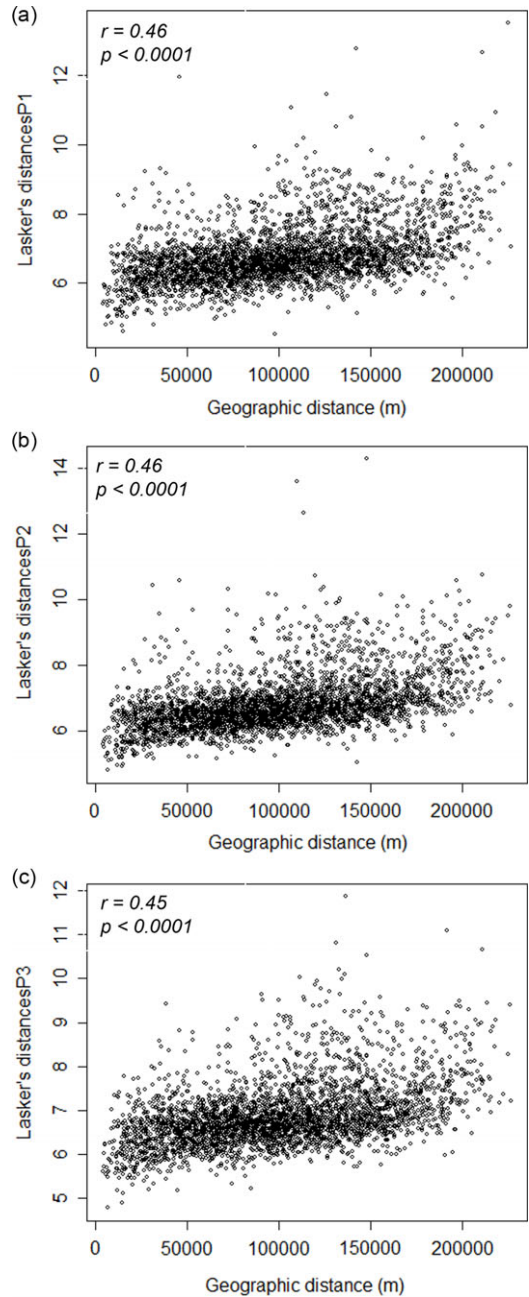 (a)
r = 0.46
p < 0.0001
Lasker's distancesP1
12
10
8
6
0 50000 100000 150000 200000
Geographic distance (m)
(b)
r = 0.46
p < 0.0001
Lasker's distancesP2
14
12
10
8
6
0 50000 100000 150000 200000
Geographic distance (m)
(c)
r = 0.45
p < 0.0001
Lasker's distancesP3
12
11
10
9
8
7
6
5
0 50000 100000 150000 200000
Geographic distance (m)